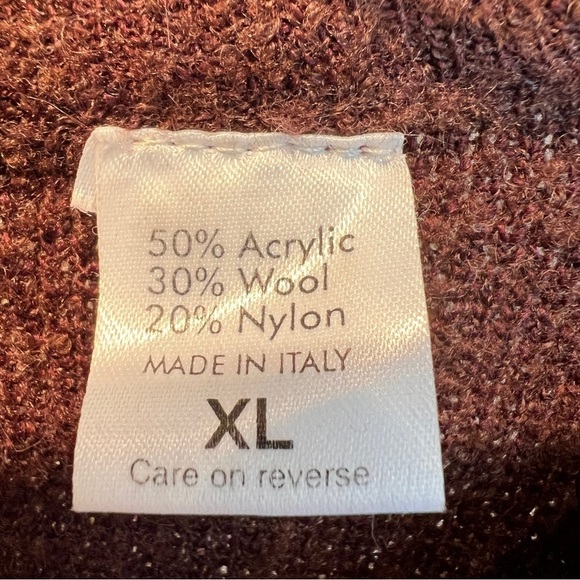 50% Acrylic
30% Wool
20% Nylon
MADE IN ITALY
XL
Care on reverse